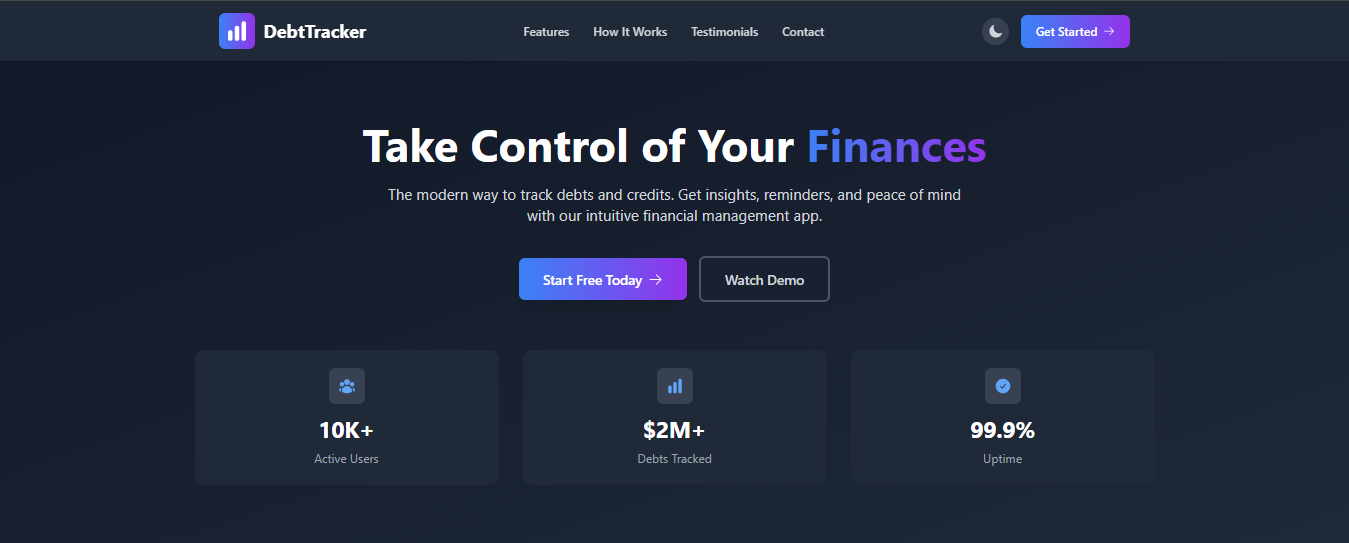 DebtTracker
Features
How It Works
Testimonials
Contact
Get Started →
Take Control of Your Finances
The modern way to track debts and credits. Get insights, reminders, and peace of mind
with our intuitive financial management app.
Start Free Today →
Watch Demo
10K+
Active Users
$2M+
Debts Tracked
99.9%
Uptime